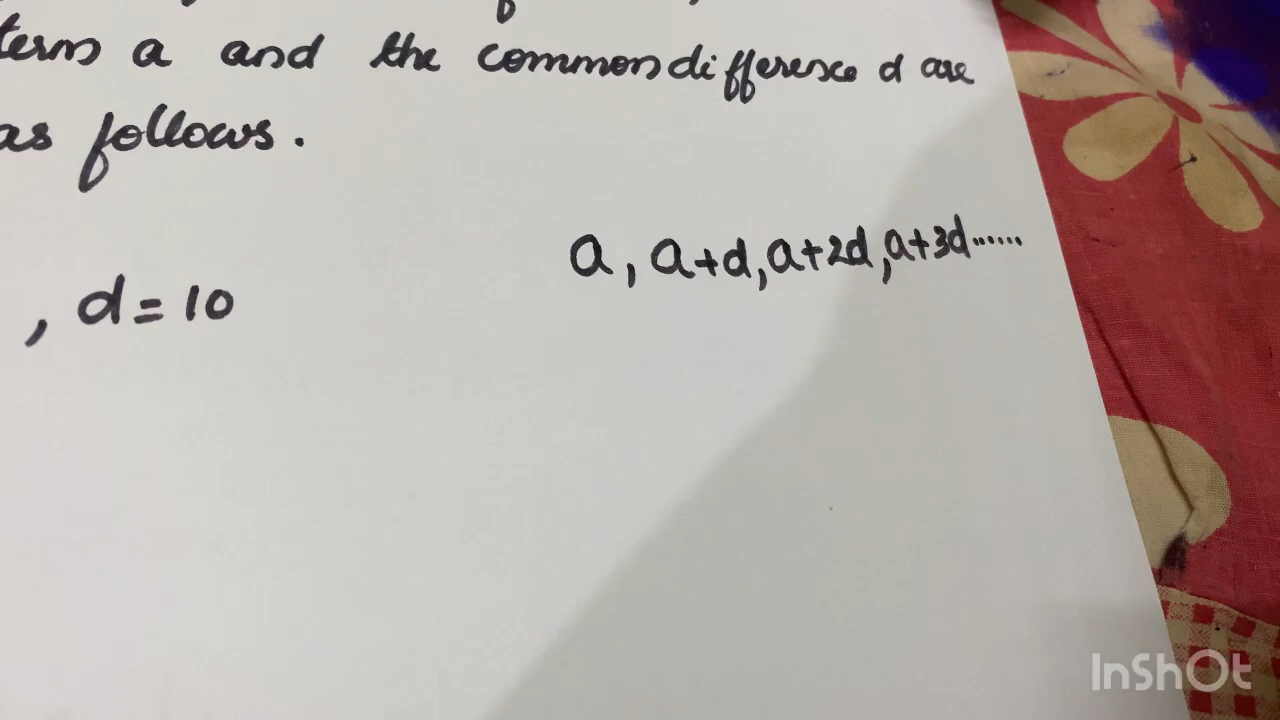 term a and the common difference d are
as follows.
a, a+d, a+2d, a+3d......
, d = 10
InShOt